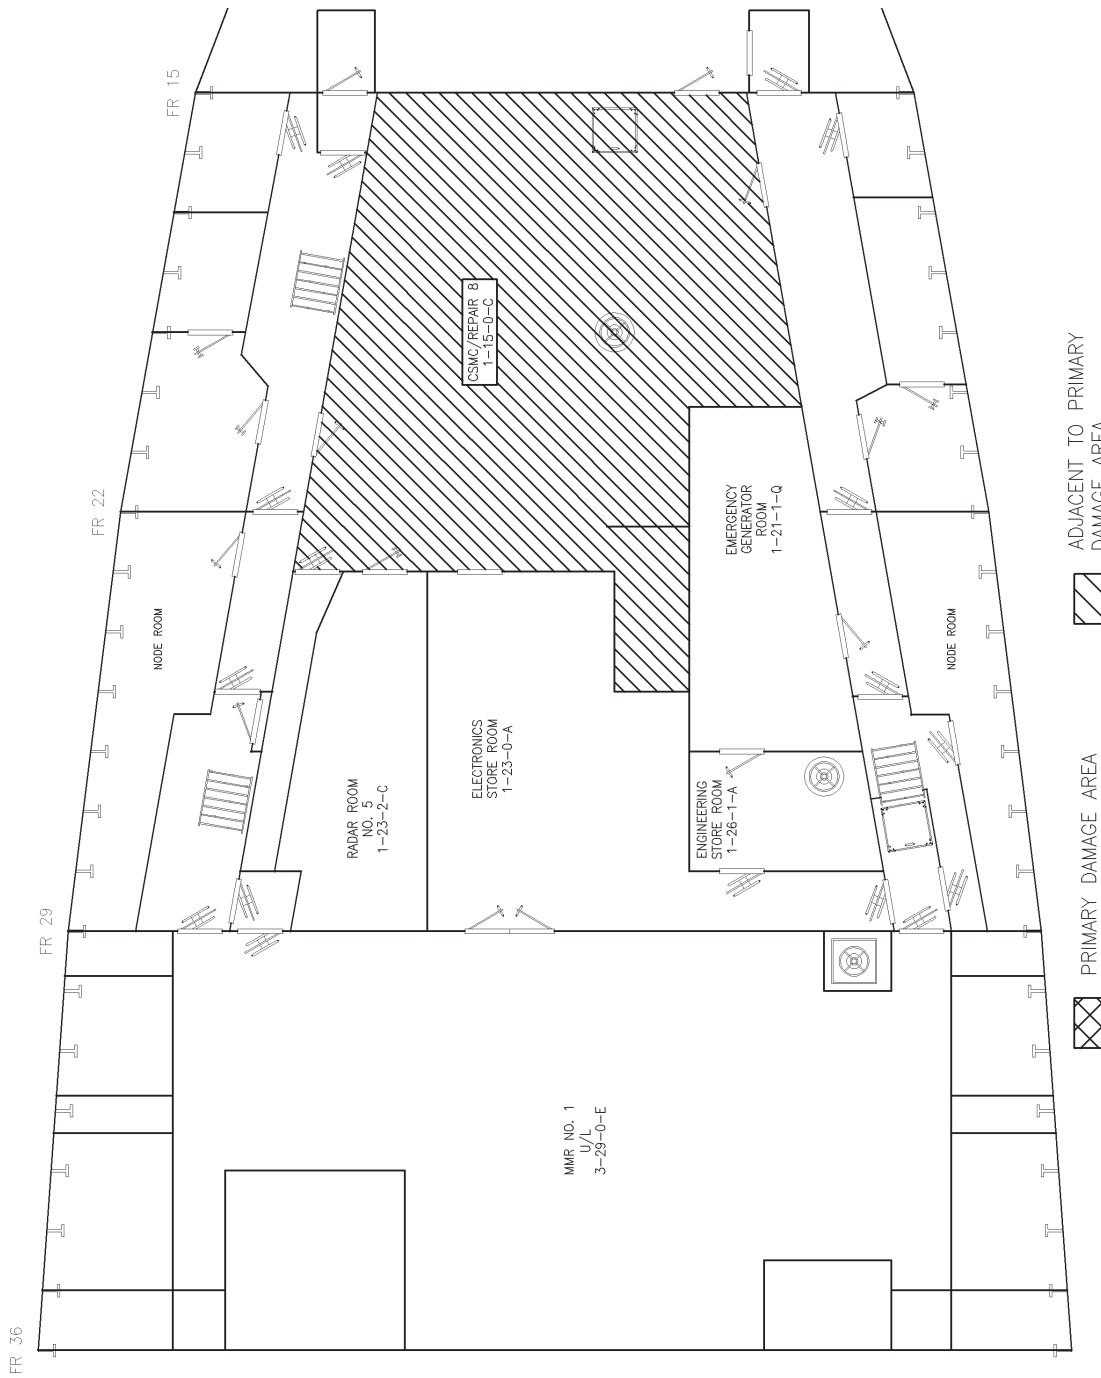 FR 15
FR 22
FR 29
FR 36
CSMC/REPAIR 8
1-15-0-C
EMERGENCY
GENERATOR
ROOM
1-21-1-Q
NODE ROOM
NODE ROOM
ELECTRONICS
STORE ROOM
1-23-0-A
RADAR ROOM
NO. 5
1-23-2-C
ENGINEERING
STORE ROOM
1-26-1-A
MMR NO. 1
U/L
3-29-0-E
ADJACENT TO PRIMARY
DAMAGE AREA
PRIMARY DAMAGE AREA